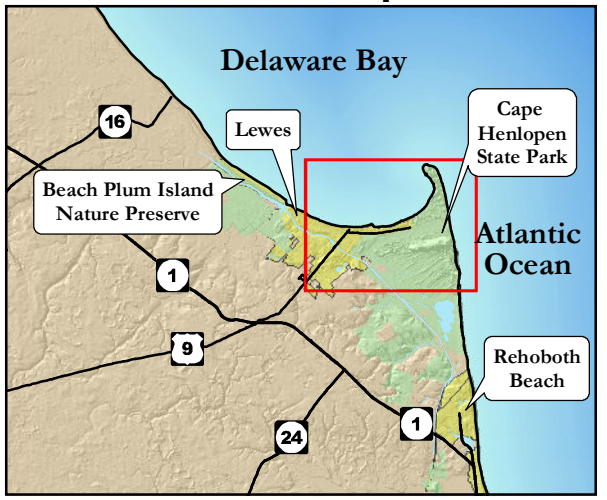 Delaware Bay
Cape
Henlopen
State Park
16
Lewes
Beach Plum Island
Nature Preserve
Atlantic
Ocean
1
9
Rehoboth
Beach
1
24